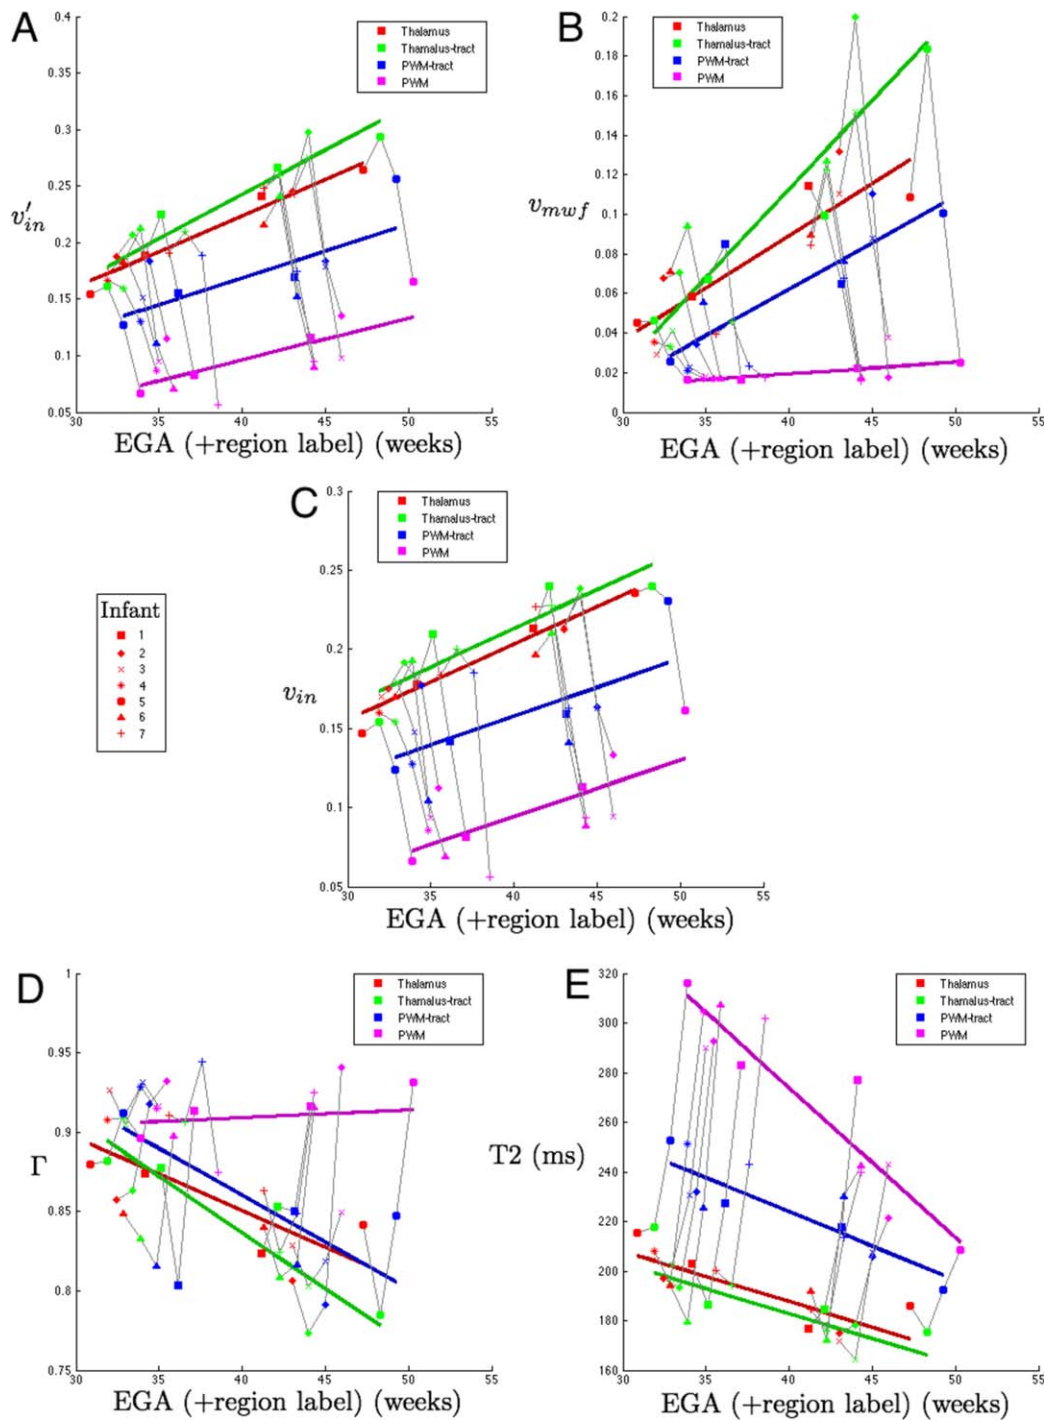 A
0.4
0.35
0.3
0.25
0.2
0.15
0.1
0.05
v′in
Thalamus
Thamalus-tract
PWM-tract
PWM
30 35 40 45 50 55
EGA (+region label) (weeks)
B
0.2
0.18
0.16
0.14
0.12
0.1
0.08
0.06
0.04
0.02
0
vmwf
Thalamus
Thamalus-tract
PWM-tract
PWM
30 35 40 45 50 55
EGA (+region label) (weeks)
C
0.3
0.25
0.2
0.15
0.1
0.05
vin
Thalamus
Thamalus-tract
PWM-tract
PWM
30 35 40 45 50 55
EGA (+region label) (weeks)
Infant
1
2
3
4
5
6
7
D
1
0.95
0.9
0.85
0.8
0.75
Γ
Thalamus
Thamalus-tract
PWM-tract
PWM
30 35 40 45 50 55
EGA (+region label) (weeks)
E
320
300
280
260
240
220
200
180
160
T2 (ms)
Thalamus
Thamalus-tract
PWM-tract
PWM
30 35 40 45 50 55
EGA (+region label) (weeks)